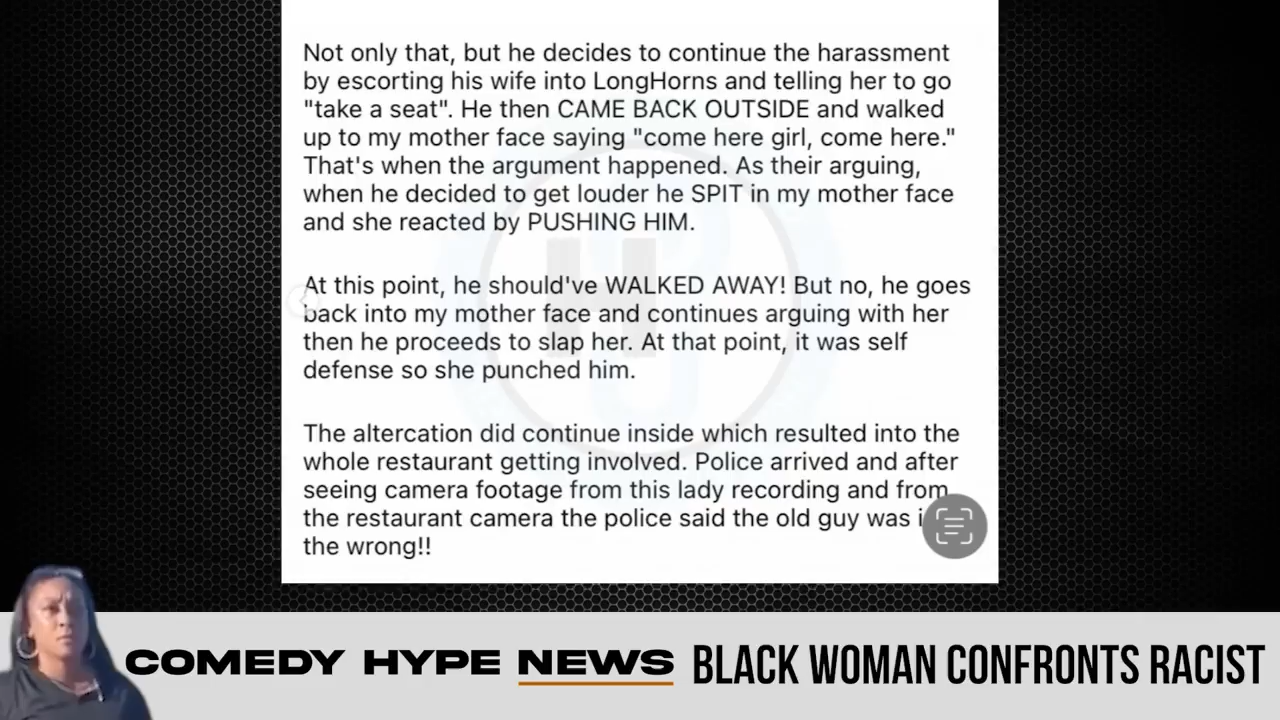 Not only that, but he decides to continue the harassment
by escorting his wife into LongHorns and telling her to go
"take a seat". He then CAME BACK OUTSIDE and walked
up to my mother face saying "come here girl, come here."
That's when the argument happened. As their arguing,
when he decided to get louder he SPIT in my mother face
and she reacted by PUSHING HIM.
At this point, he should've WALKED AWAY! But no, he goes
back into my mother face and continues arguing with her
then he proceeds to slap her. At that point, it was self
defense so she punched him.
The altercation did continue inside which resulted into the
whole restaurant getting involved. Police arrived and after
seeing camera footage from this lady recording and from
the restaurant camera the police said the old guy was
the wrong!!
COMEDY HYPE NEWS BLACK WOMAN CONFRONTS RACIST